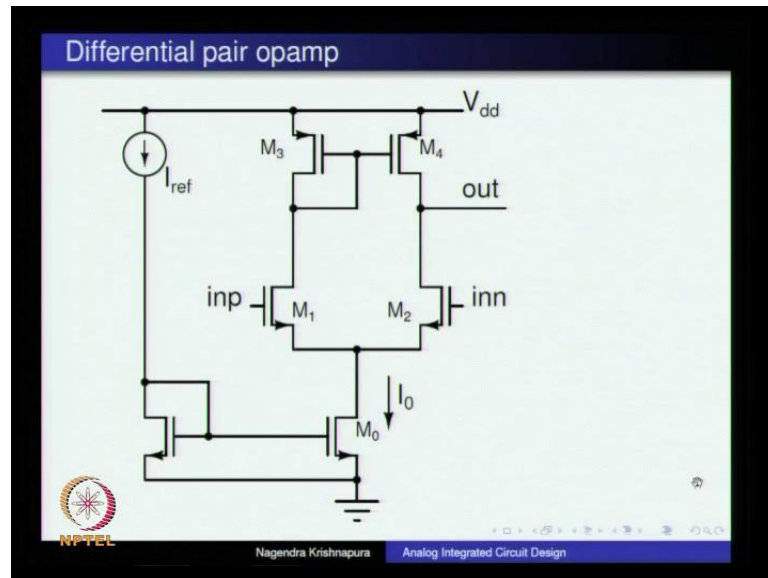 Differential pair opamp
V_dd
I_ref
M_3
M_4
out
inp
M_1
M_2
inn
I_0
M_0
NPTEL
Nagendra Krishnapura
Analog Integrated Circuit Design